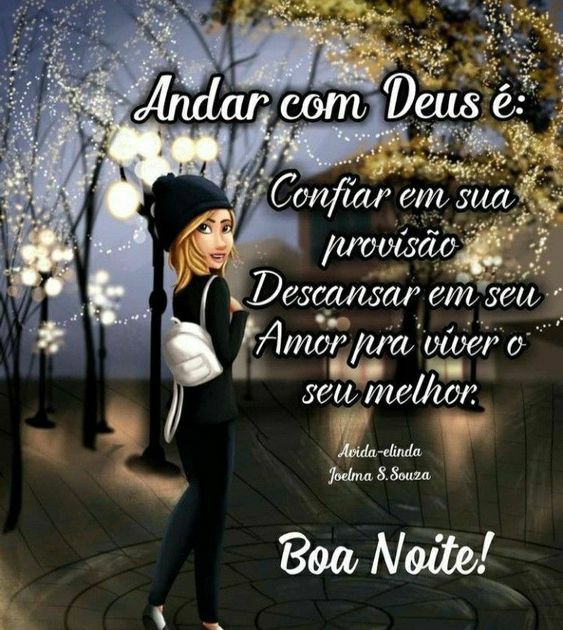 Andar com Deus é:
Confiar em sua
provisão
Descansar em seu
Amor pra viver o
seu melhor.
Avida-elinda
Joelma S.Souza
Boa Noite!